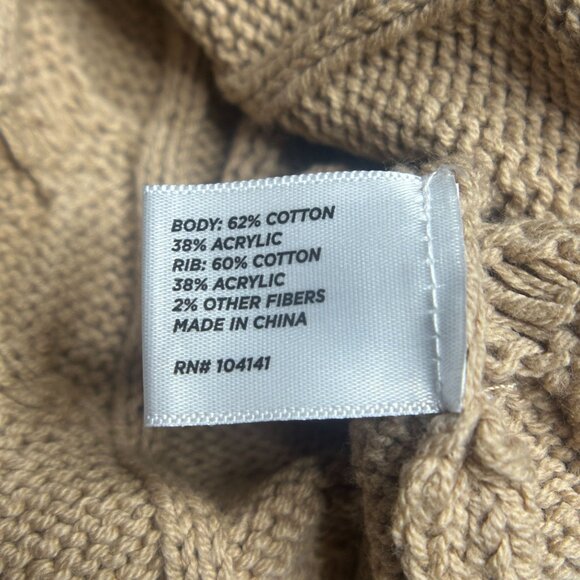 BODY: 62% COTTON
38% ACRYLIC
RIB: 60% COTTON
38% ACRYLIC
2% OTHER FIBERS
MADE IN CHINA
RN# 104141